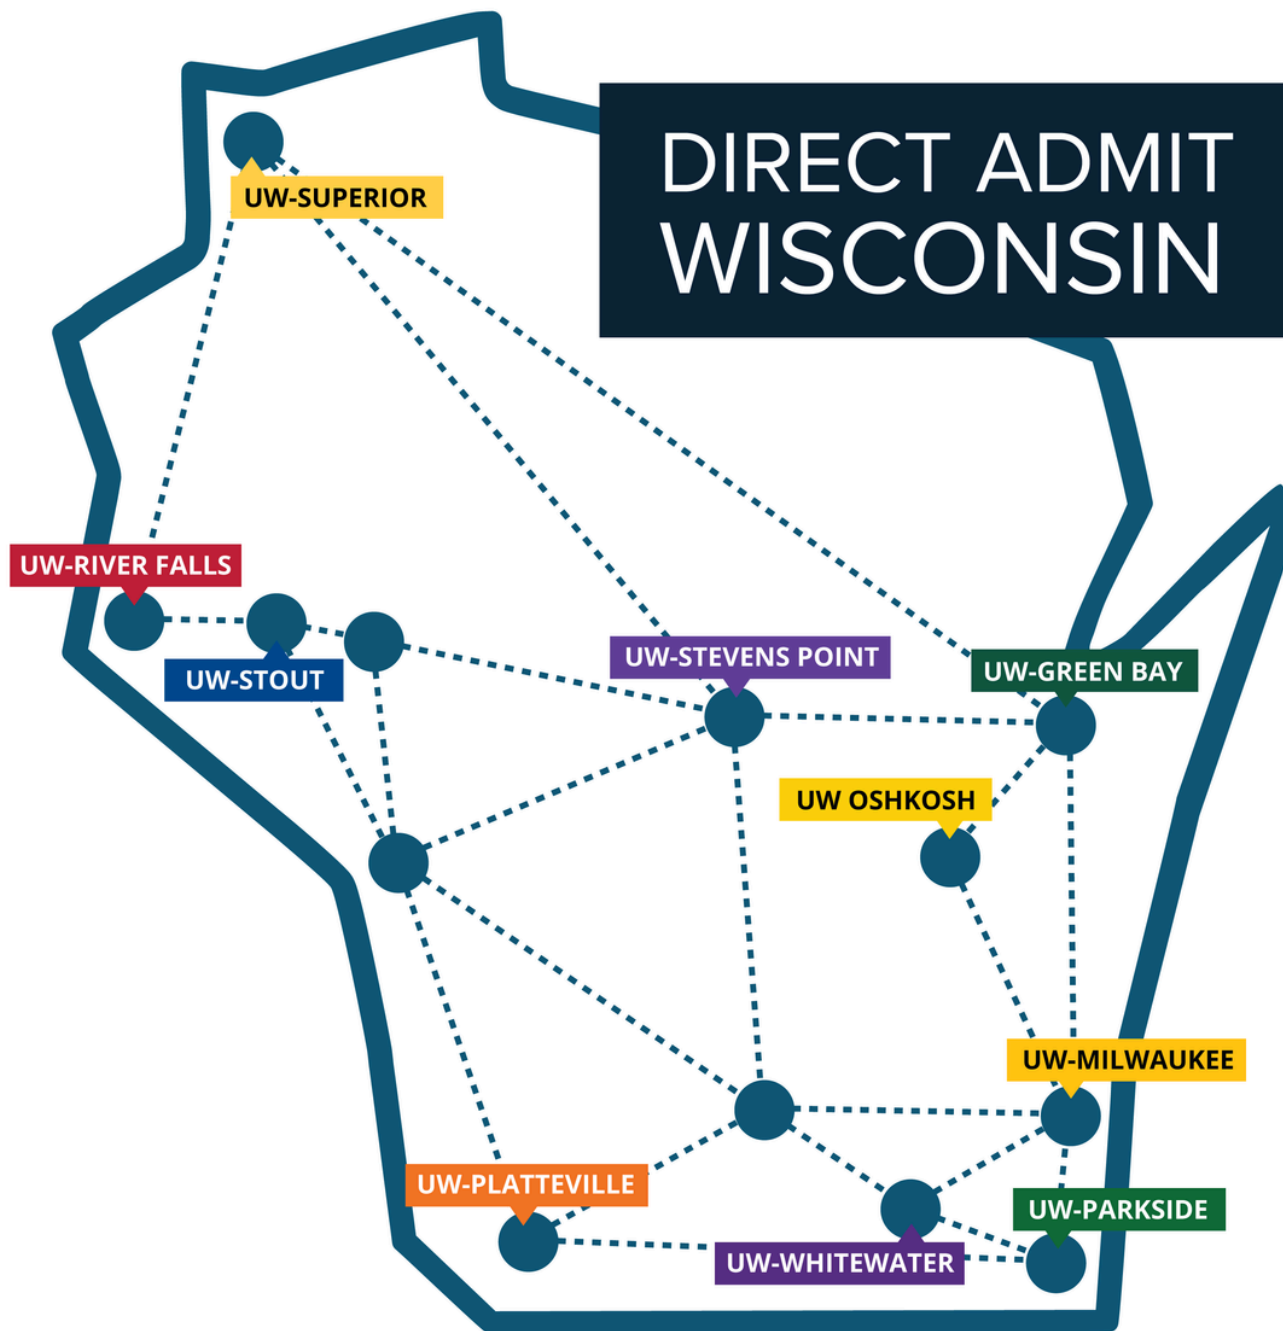 DIRECT ADMIT
WISCONSIN
UW-SUPERIOR
UW-RIVER FALLS
UW-STOUT
UW-STEVENS POINT
UW-GREEN BAY
UW OSHKOSH
UW-MILWAUKEE
UW-PLATTEVILLE
UW-PARKSIDE
UW-WHITEWATER